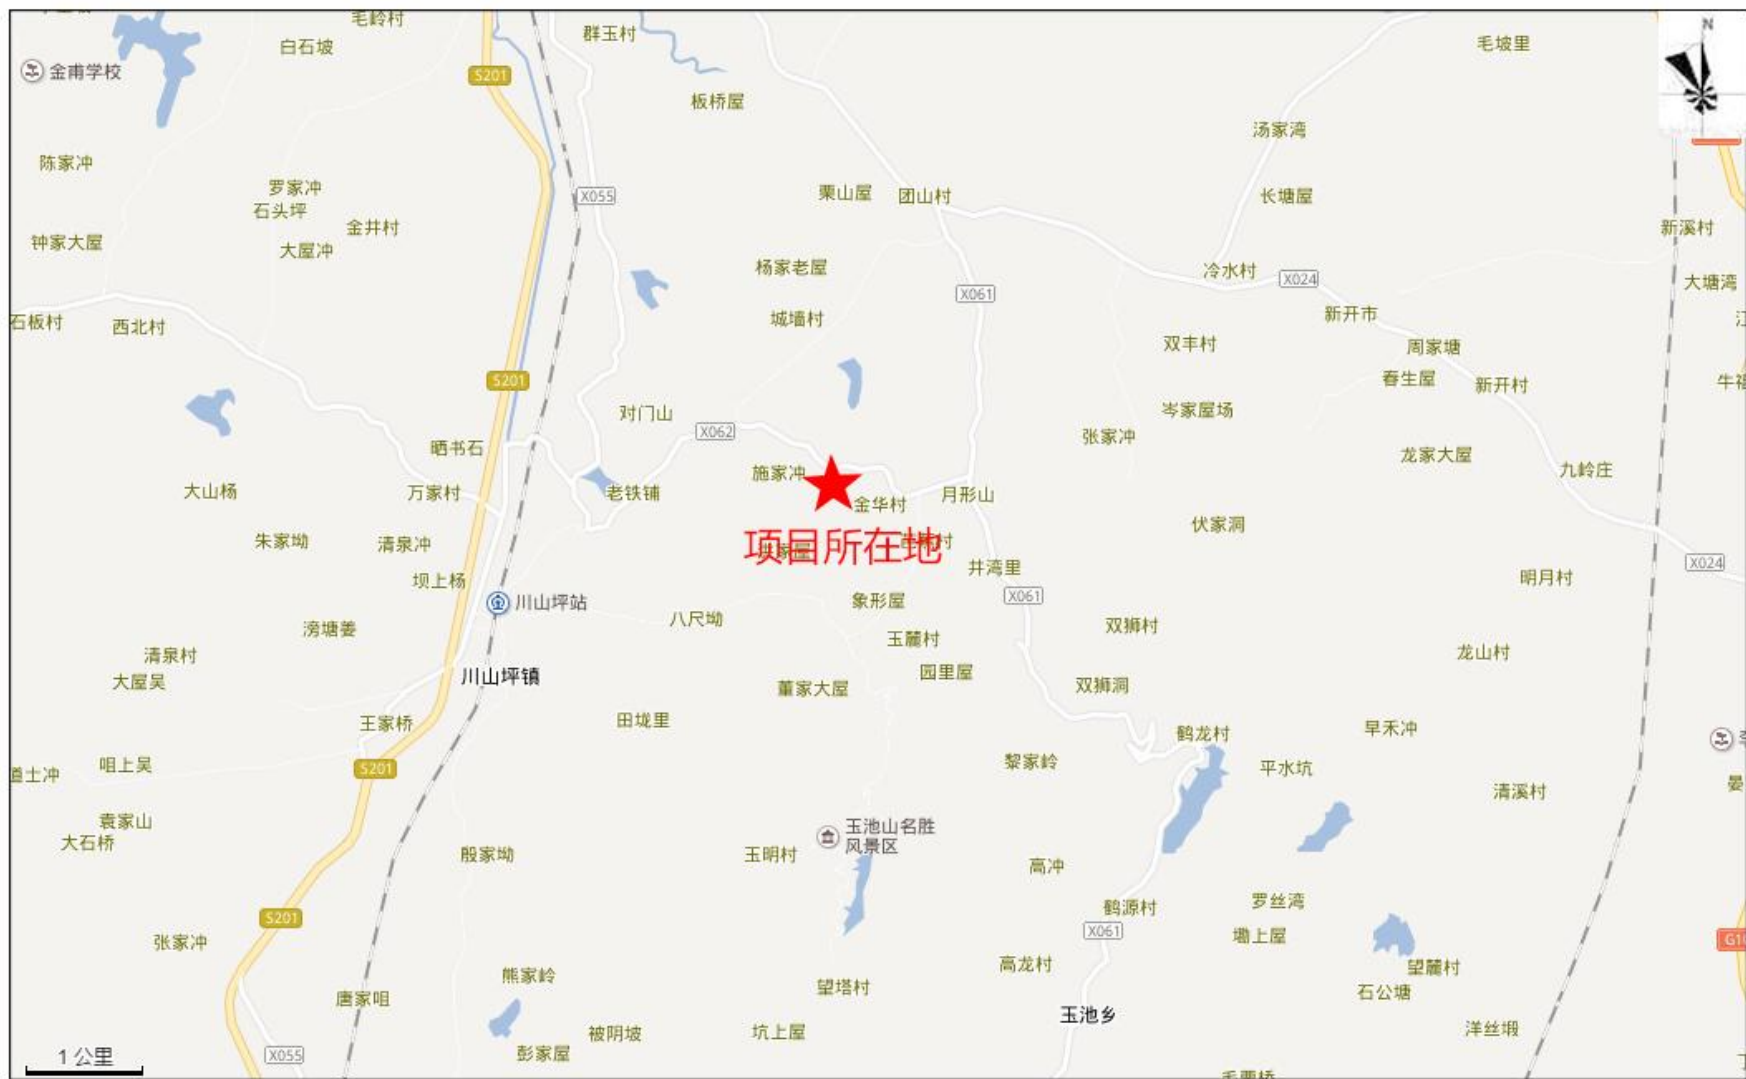 毛岭村
群玉村
N
白石坡
毛坡里
金甫学校
S201
板桥屋
汤家湾
陈家冲
罗家冲
X055
栗山屋
团山村
长塘屋
石头坪
金井村
新溪村
钟家大屋
大屋冲
杨家老屋
冷水村
X024
大塘湾
X061
石板村
西北村
城墙村
新开市
双丰村
周家塘
S201
春生屋
新开村
对门山
岑家屋场
X062
张家冲
晒书石
龙家大屋
施家冲
九岭庄
大山杨
万家村
老铁铺
金华村
月形山
伏家洞
朱家坳
清泉冲
项目所在地
井湾里
X024
坝上杨
明月村
川山坪站
象形屋
X061
八尺坳
滂塘姜
玉麓村
双狮村
清泉村
园里屋
龙山村
大屋吴
川山坪镇
董家大屋
双狮洞
王家桥
田垅里
鹤龙村
早禾冲
咀上吴
S201
黎家岭
平水坑
道士冲
清溪村
袁家山
玉池山名胜
风景区
大石桥
殷家坳
玉明村
高冲
罗丝湾
鹤源村
S201
X061
张家冲
墈上屋
熊家岭
高龙村
望麓村
唐家咀
望塔村
石公塘
玉池乡
被阴坡
坑上屋
洋丝塅
1 公里
X055
彭家屋